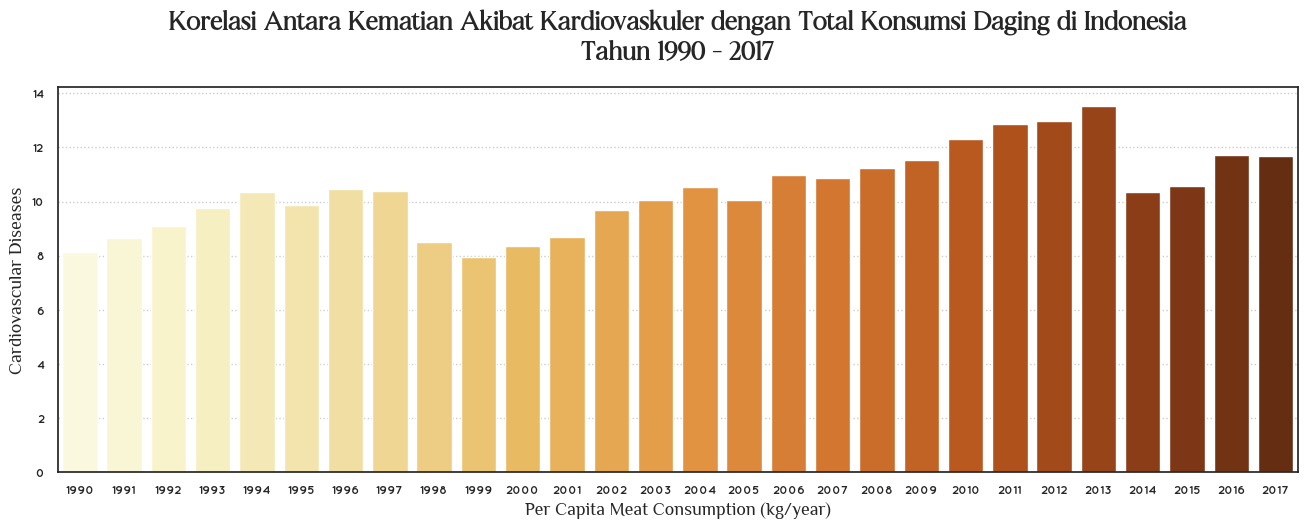 Korelasi Antara Kematian Akibat Kardiovaskuler dengan Total Konsumsi Daging di Indonesia
Tahun 1990 - 2017
Cardiovascular Diseases
14
12
10
8
6
4
2
0
1990 1991 1992 1993 1994 1995 1996 1997 1998 1999 2000 2001 2002 2003 2004 2005 2006 2007 2008 2009 2010 2011 2012 2013 2014 2015 2016 2017
Per Capita Meat Consumption (kg/year)